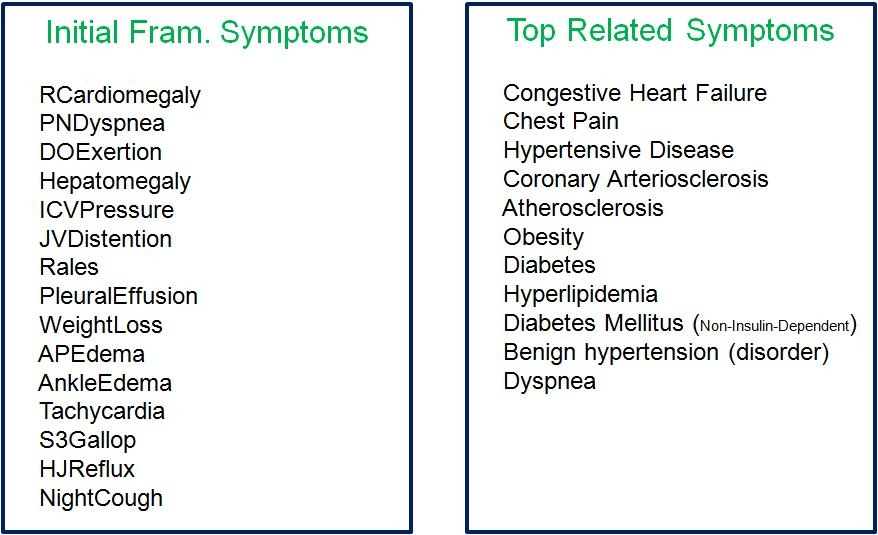 Initial Fram. Symptoms
RCardiomegaly
PNDyspnea
DOExertion
Hepatomegaly
ICVPressure
JVDistention
Rales
PleuralEffusion
WeightLoss
APEdema
AnkleEdema
Tachycardia
S3Gallop
HJReflux
NightCough
Top Related Symptoms
Congestive Heart Failure
Chest Pain
Hypertensive Disease
Coronary Arteriosclerosis
Atherosclerosis
Obesity
Diabetes
Hyperlipidemia
Diabetes Mellitus (Non-Insulin-Dependent)
Benign hypertension (disorder)
Dyspnea